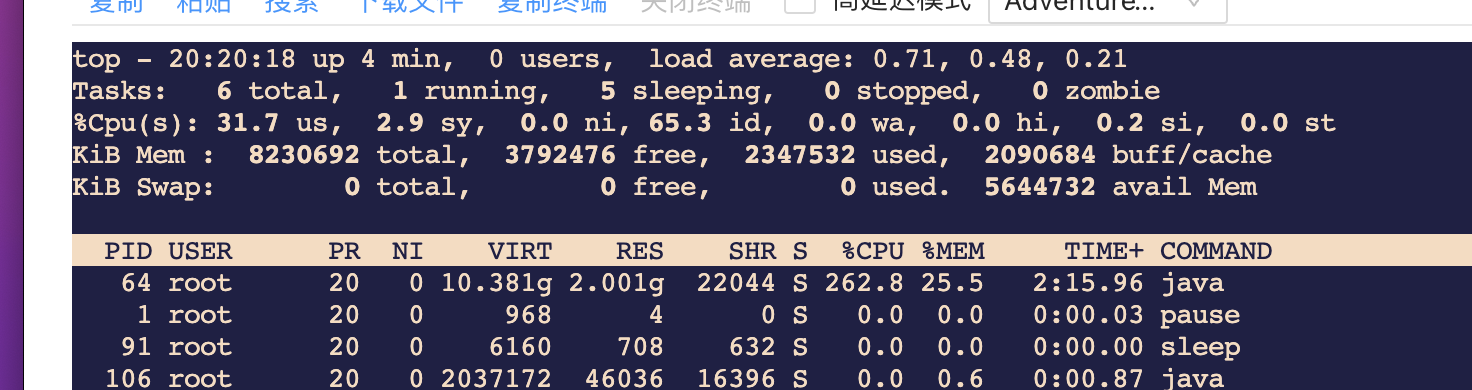 复制 粘贴 搜索 下载文件 复制终端 关闭终端 高延迟模式 Adventure...
top - 20:20:18 up 4 min,  0 users,  load average: 0.71, 0.48, 0.21
Tasks:   6 total,   1 running,   5 sleeping,   0 stopped,   0 zombie
%Cpu(s): 31.7 us,  2.9 sy,  0.0 ni, 65.3 id,  0.0 wa,  0.0 hi,  0.2 si,  0.0 st
KiB Mem :  8230692 total,  3792476 free,  2347532 used,  2090684 buff/cache
KiB Swap:        0 total,        0 free,        0 used.  5644732 avail Mem
PID USER      PR  NI    VIRT    RES    SHR S  %CPU %MEM     TIME+ COMMAND
64 root      20   0 10.381g 2.001g  22044 S 262.8 25.5   2:15.96 java
1 root      20   0     968      4      0 S   0.0  0.0   0:00.03 pause
91 root      20   0    6160    708    632 S   0.0  0.0   0:00.00 sleep
106 root      20   0 2037172  46036  16396 S   0.0  0.6   0:00.87 java